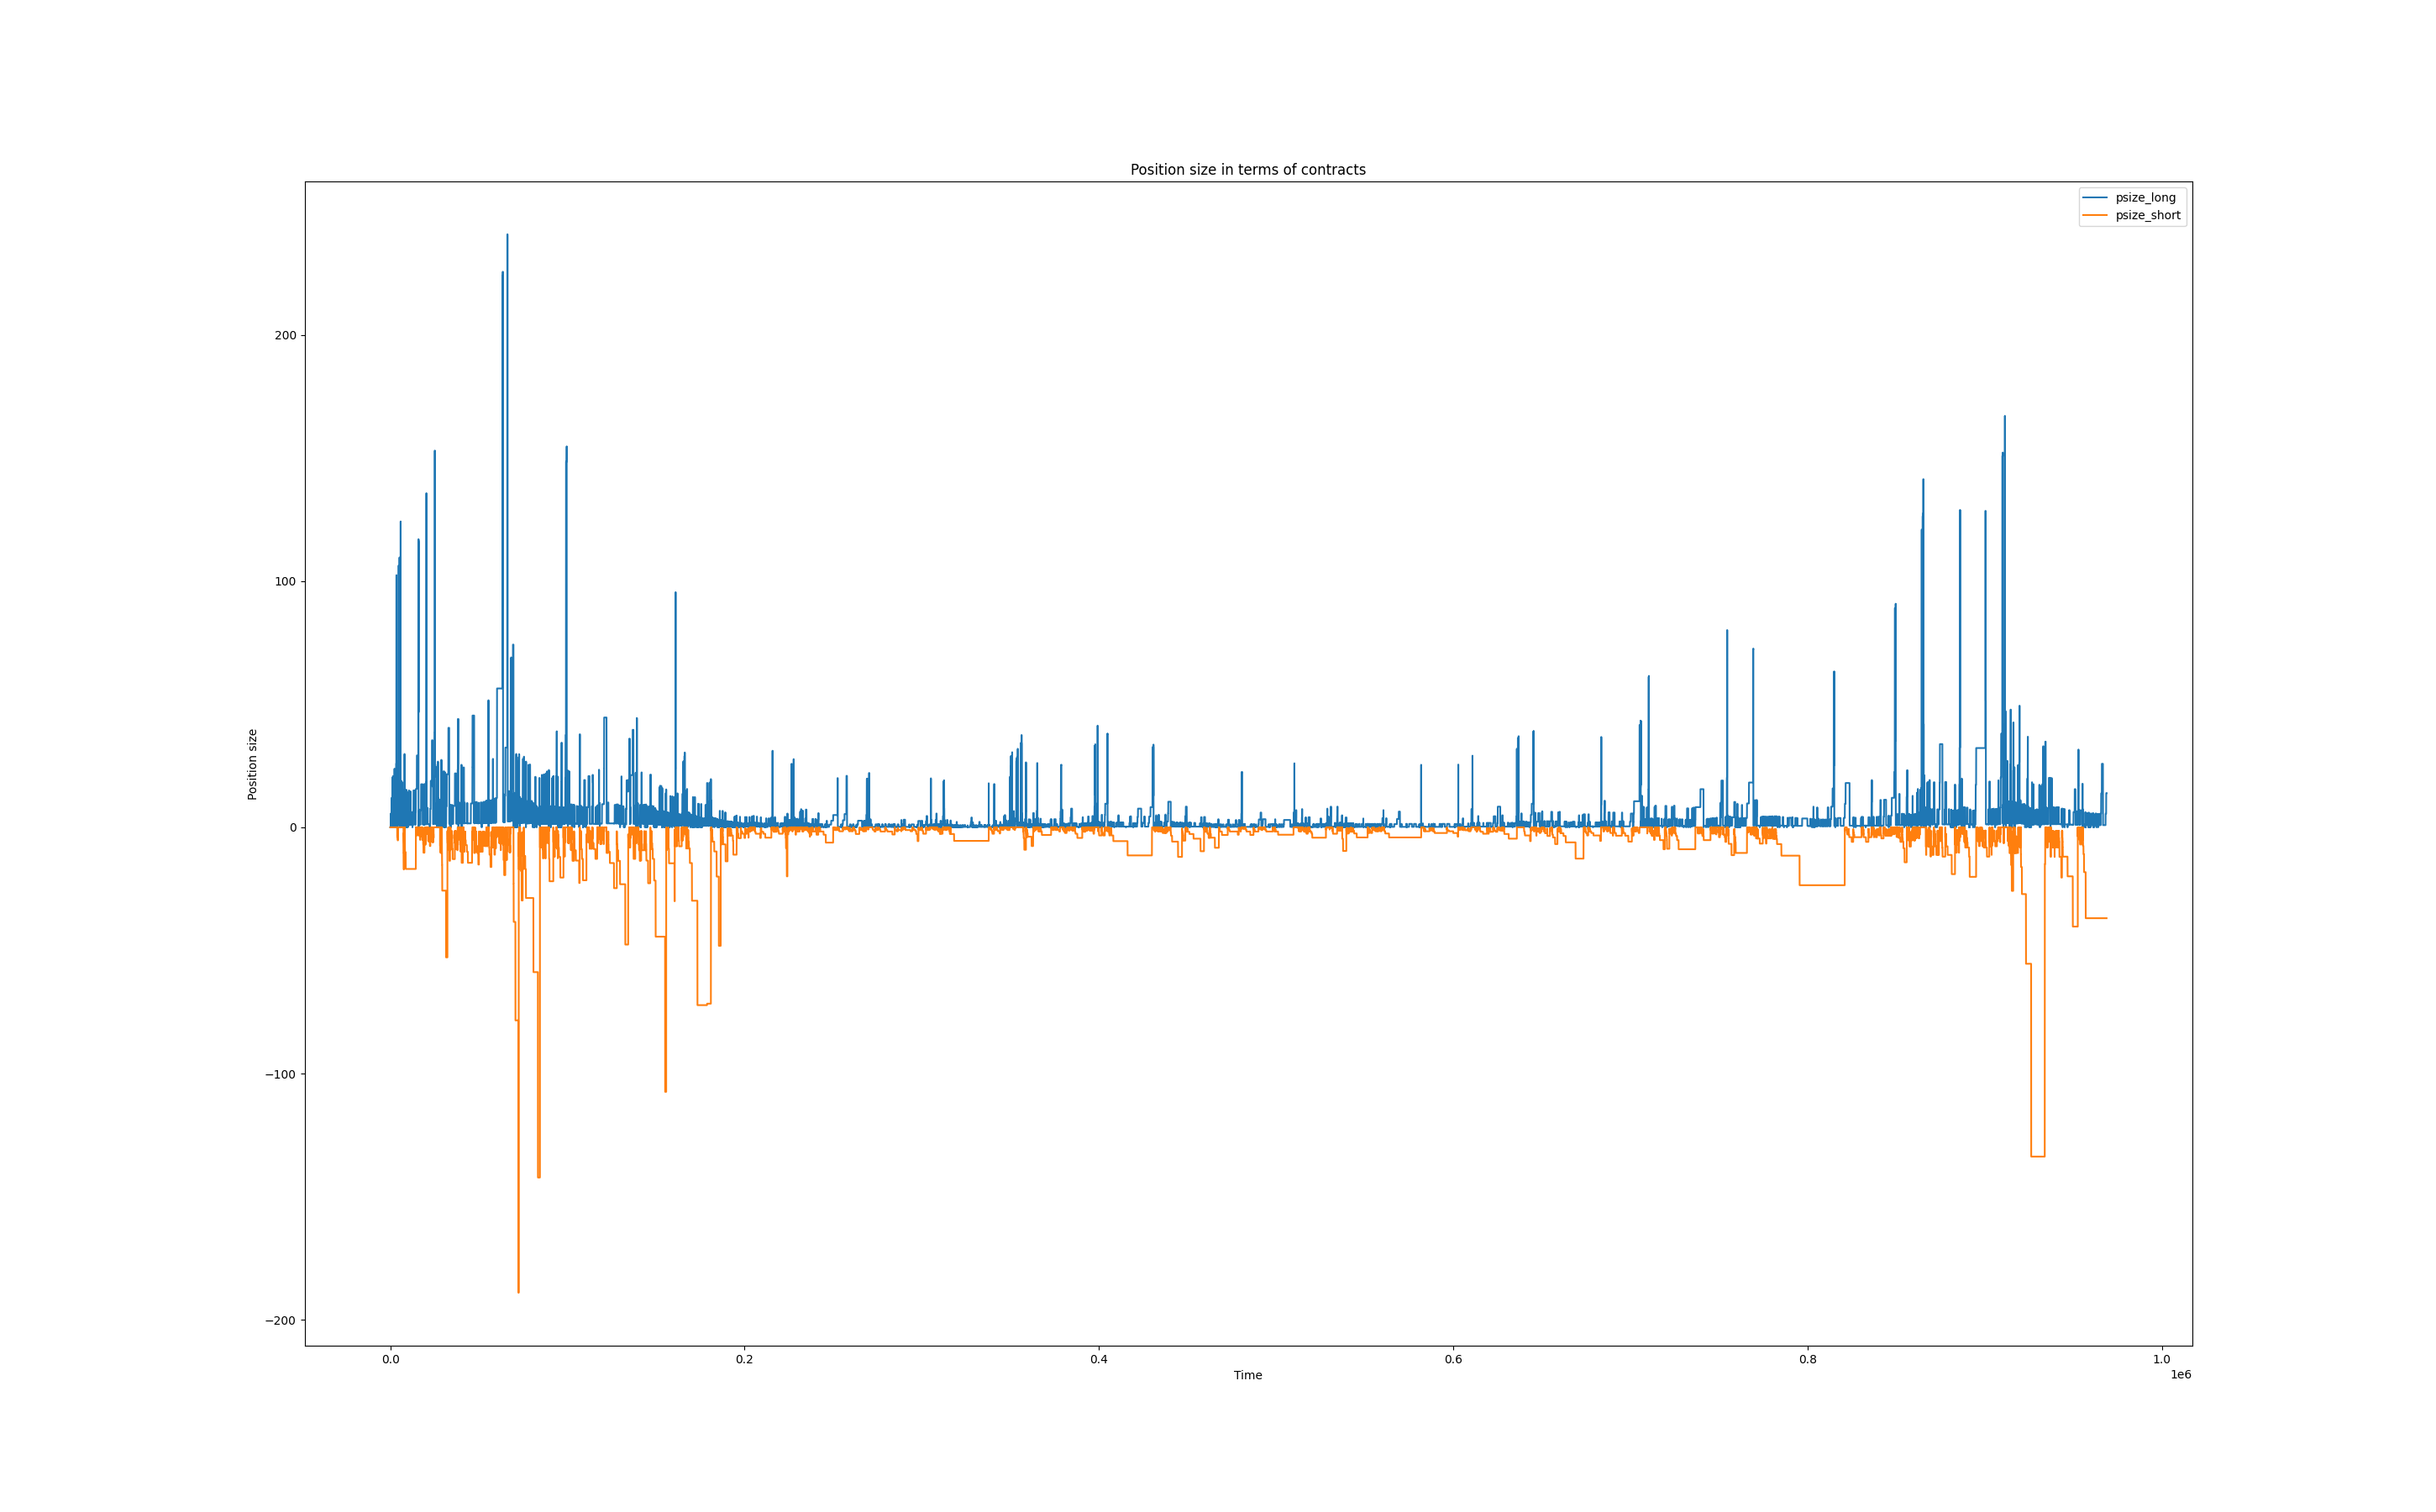 Position size in terms of contracts
psize_long
psize_short
Position size
200
100
0
−100
−200
0.0
0.2
0.4
0.6
0.8
1.0
Time
1e6